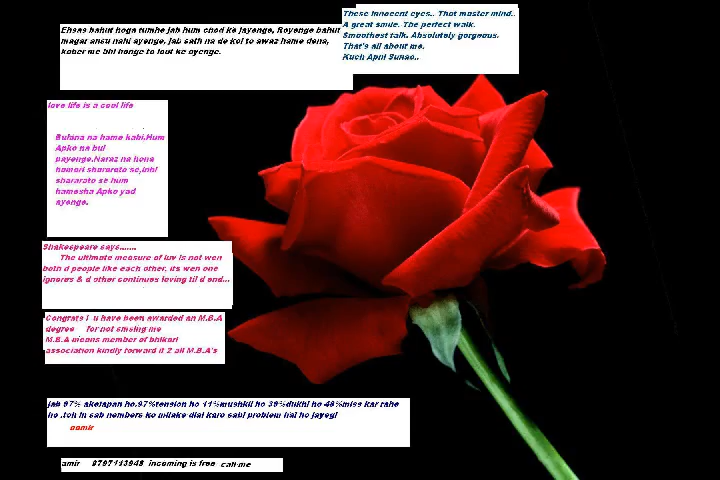 Ehsas bahut hoga tumhe jab hum chod ke jayenge, Royenge bahut
magar ansu nahi ayenge, jab sath na de koi to awaz hame dena,
kaber me bhi honge to lout ke ayenge.
These innocent eyes.. That master mind..
A great smile. The perfect walk.
Smoothest talk. Absolutely gorgeous.
That's all about me.
Kuch Apni Sunao..
love life is a cool life
Bulana na hame kabi.Hum
Apko na bul
payenge.Naraz na hona
hamari shararato se,inhi
shararato se hum
hamesha Apko yad
ayenge.
Shakespeare says.......
The ultimate measure of luv is not wen
both d people like each other, its wen one
ignores & d other continues loving til d end...
Congrats ! u have been awarded an M.B.A
degree for not smsing me
M.B.A means member of bhikari
association kindly forward it 2 all M.B.A's
jab 97% akelapan ho.97%tension ho 11%mushkil ho 39%dukhi ho 48%miss kar rahe
ho .toh in sab nembers ko milake dial karo sabi problem hal ho jayegi
aamir
amir 9797113948 incoming is free call me